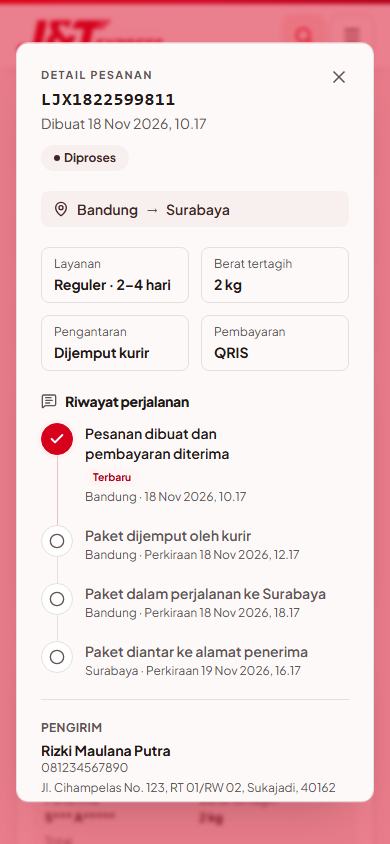 J&T EXPRESS
DETAIL PESANAN
LJX1822599811
Dibuat 18 Nov 2026, 10.17
Diproses
Bandung → Surabaya
Layanan
Reguler · 2–4 hari
Berat tertagih
2 kg
Pengantaran
Dijemput kurir
Pembayaran
QRIS
Riwayat perjalanan
Pesanan dibuat dan
pembayaran diterima
Terbaru
Bandung · 18 Nov 2026, 10.17
Paket dijemput oleh kurir
Bandung · Perkiraan 18 Nov 2026, 12.17
Paket dalam perjalanan ke Surabaya
Bandung · Perkiraan 18 Nov 2026, 18.17
Paket diantar ke alamat penerima
Surabaya · Perkiraan 19 Nov 2026, 16.17
PENGIRIM
Rizki Maulana Putra
081234567890
Jl. Cihampelas No. 123, RT 01/RW 02, Sukajadi, 40162
S*** A*****
2 kg